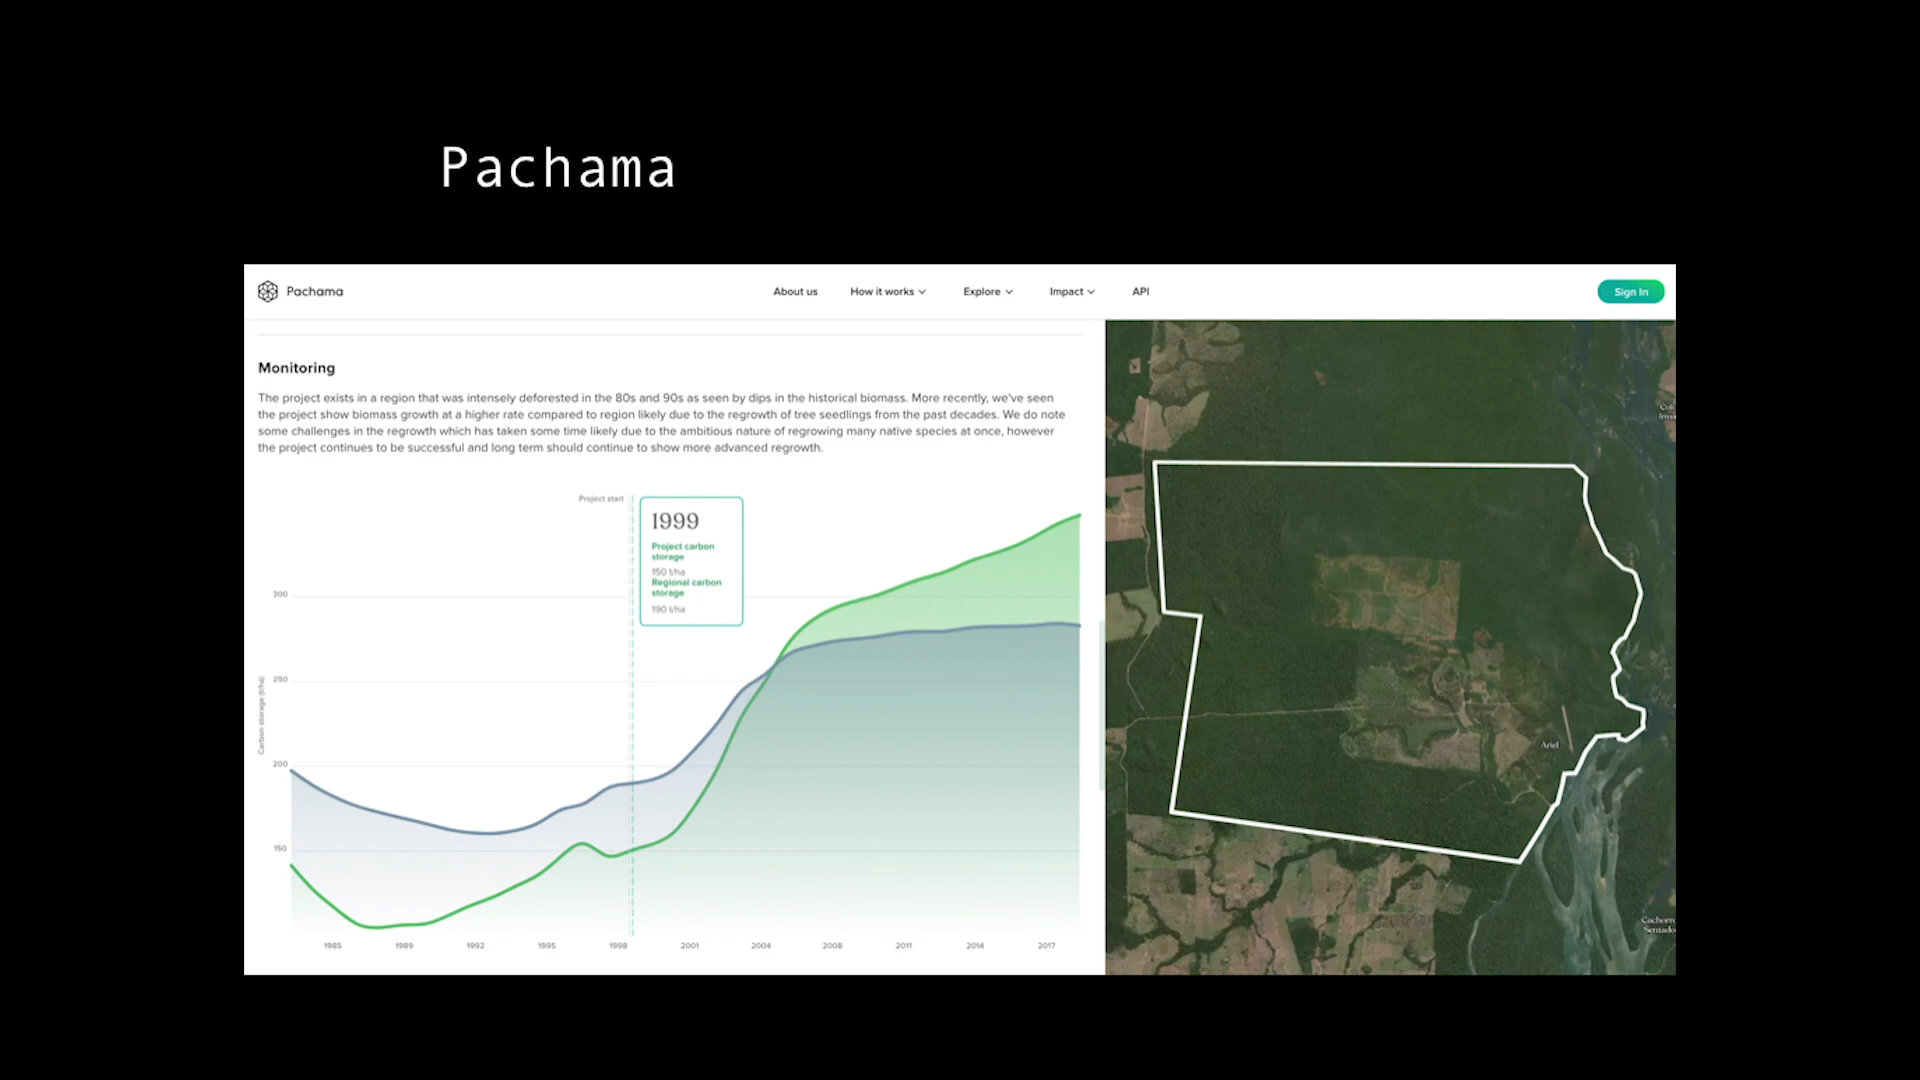 Pachama
Pachama
About us
How it works
Explore
Impact
API
Sign In
Monitoring
The project exists in a region that was intensely deforested in the 80s and 90s as seen by dips in the historical biomass. More recently, we've seen
the project show biomass growth at a higher rate compared to region likely due to the regrowth of tree seedlings from the past decades. We do note
some challenges in the regrowth which has taken some time likely due to the ambitious nature of regrowing many native species at once, however
the project continues to be successful and long term should continue to show more advanced regrowth.
Project start
1999
Project carbon
storage
150 t/ha
Regional carbon
storage
190 t/ha
Carbon storage (t/ha)
300
250
200
150
1985
1989
1992
1995
1998
2001
2004
2008
2011
2014
2017
Ariel
Cachorro
Sentado